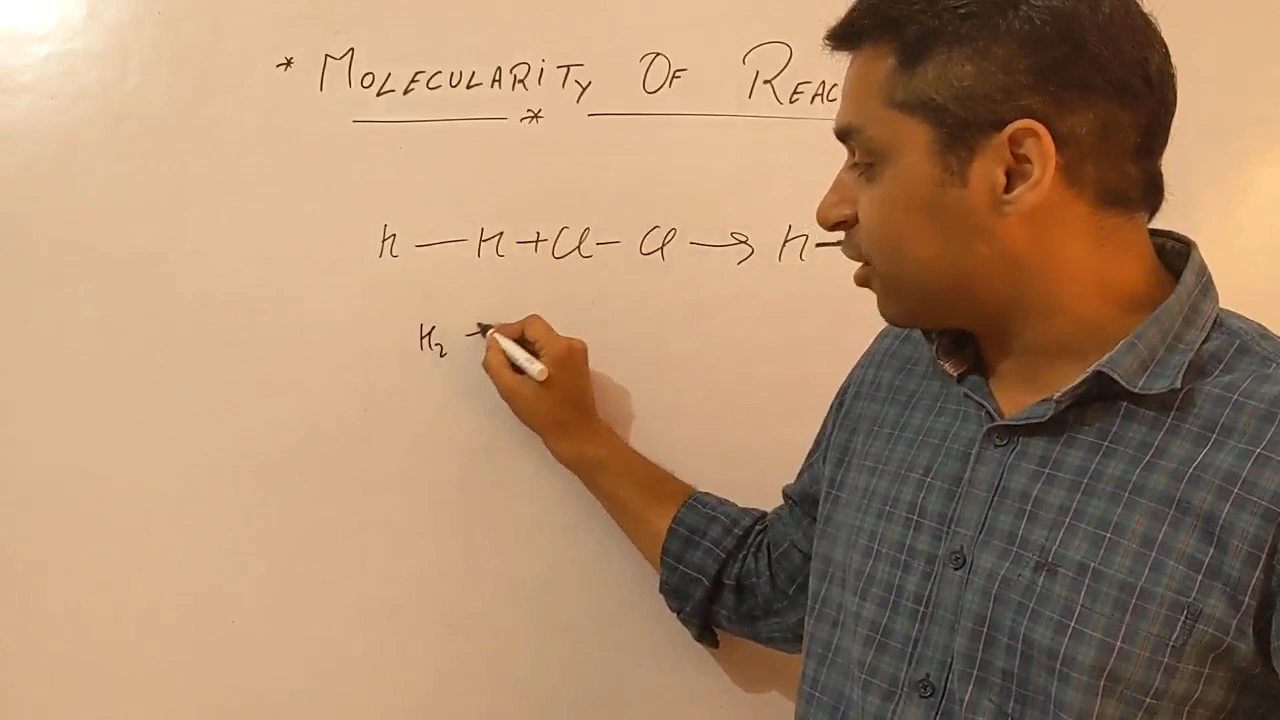 * MOLECULARITY OF REAC
*
H — H + Cl — Cl → H —
H2